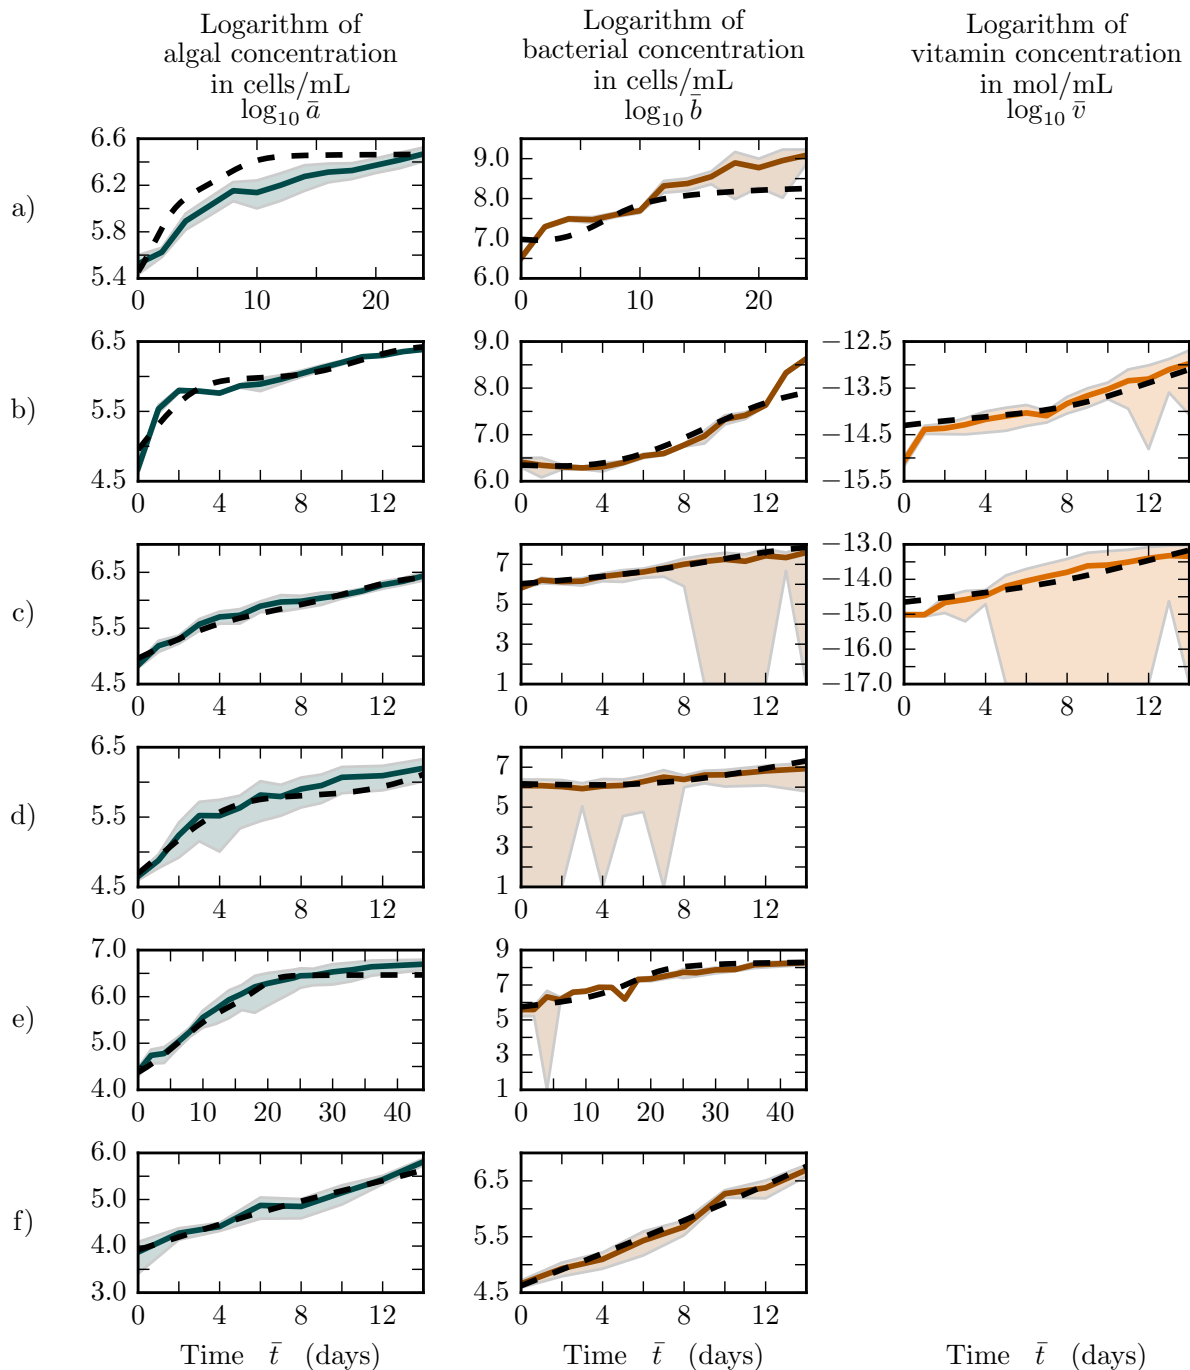 Logarithm of
algal concentration
in cells/mL
log₁₀ ā
Logarithm of
bacterial concentration
in cells/mL
log₁₀ b̄
Logarithm of
vitamin concentration
in mol/mL
log₁₀ v̄
a)
6.6
6.2
5.8
5.4
0 10 20
9.0
8.0
7.0
6.0
0 10 20
b)
6.5
5.5
4.5
0 4 8 12
9.0
8.0
7.0
6.0
0 4 8 12
−12.5
−13.5
−14.5
−15.5
0 4 8 12
c)
6.5
5.5
4.5
0 4 8 12
7
5
3
1
0 4 8 12
−13.0
−14.0
−15.0
−16.0
−17.0
0 4 8 12
d)
6.5
5.5
4.5
0 4 8 12
7
5
3
1
0 4 8 12
e)
7.0
6.0
5.0
4.0
0 10 20 30 40
9
7
5
3
1
0 10 20 30 40
f)
6.0
5.0
4.0
3.0
0 4 8 12
6.5
5.5
4.5
0 4 8 12
Time t̄ (days)
Time t̄ (days)
Time t̄ (days)